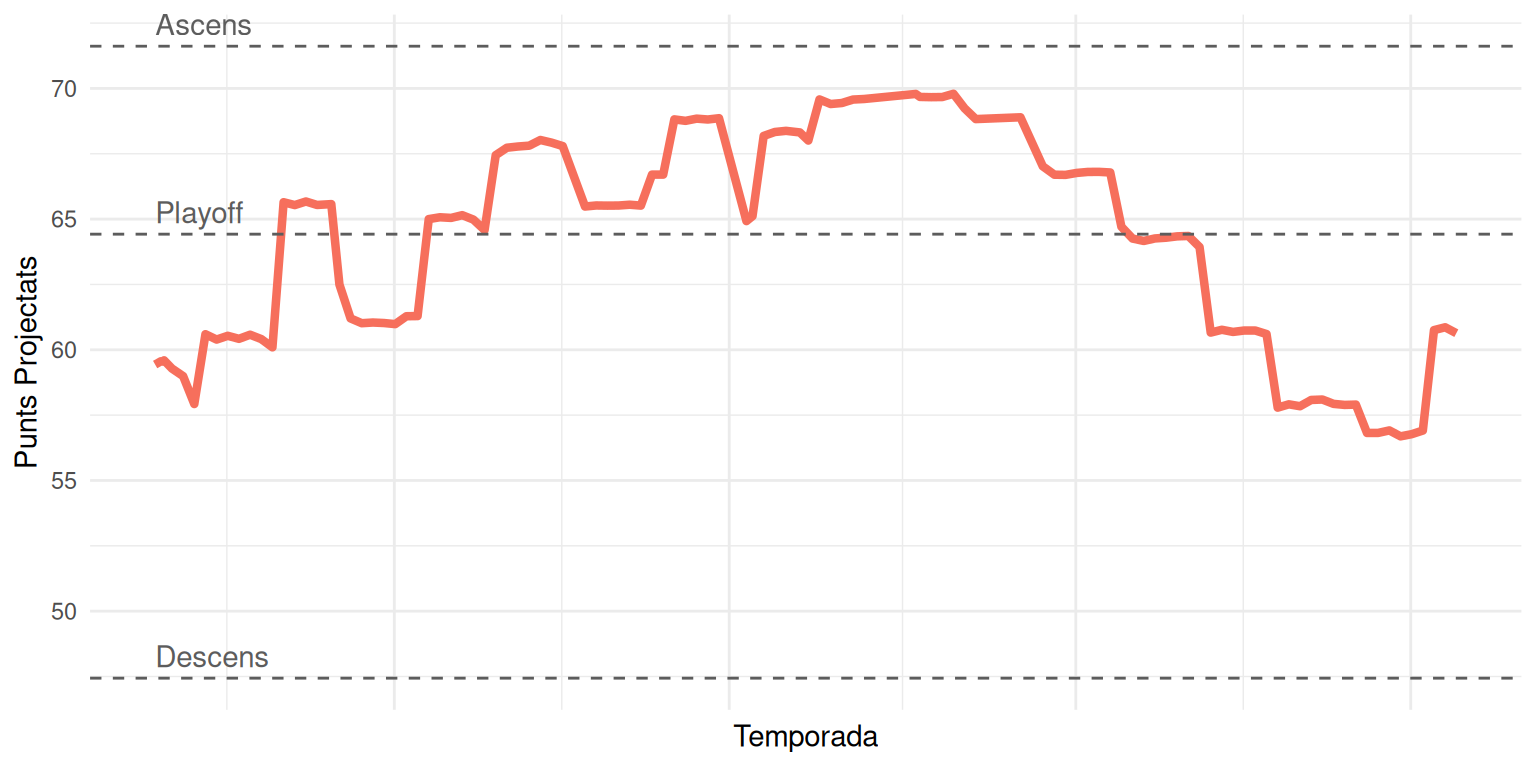 Ascens
70
Playoff
65
60
55
50
Descens
Punts Projectats
Temporada